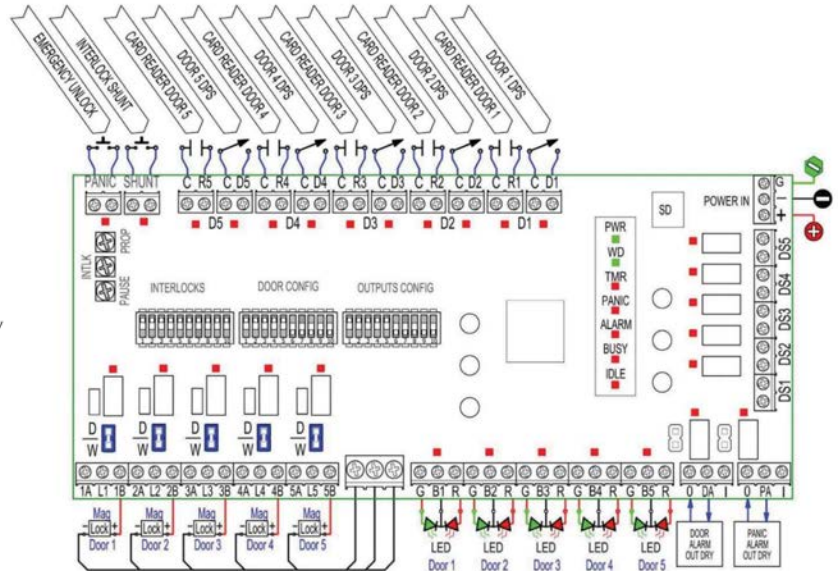 EMERGENCY UNLOCK
INTERLOCK SHUNT
CARD READER DOOR 5
DOOR 5 DPS
CARD READER DOOR 4
DOOR 4 DPS
CARD READER DOOR 3
DOOR 3 DPS
CARD READER DOOR 2
DOOR 2 DPS
CARD READER DOOR 1
DOOR 1 DPS
PANIC SHUNT C R5 C D5 C R4 C D4 C R3 C D3 C R2 C D2 C R1 C D1
D5 D4 D3 D2 D1
G
POWER IN −
+
SD
INTLK
PROP
PAUSE
PWR
WD
TMR
PANIC
ALARM
BUSY
IDLE
DS5
DS4
DS3
DS2
DS1
INTERLOCKS DOOR CONFIG OUTPUTS CONFIG
D D D D D
W W W W W
1A L1 1B 2A L2 2B 3A L3 3B 4A L4 4B 5A L5 5B
G B1 R G B2 R G B3 R G B4 R G B5 R O DA I O PA I
Mag Mag Mag Mag Mag
- Lock + - Lock + - Lock + - Lock + - Lock +
Door 1 Door 2 Door 3 Door 4 Door 5
LED LED LED LED LED
Door 1 Door 2 Door 3 Door 4 Door 5
DOOR
ALARM
OUT DRY
PANIC
ALARM
OUT DRY